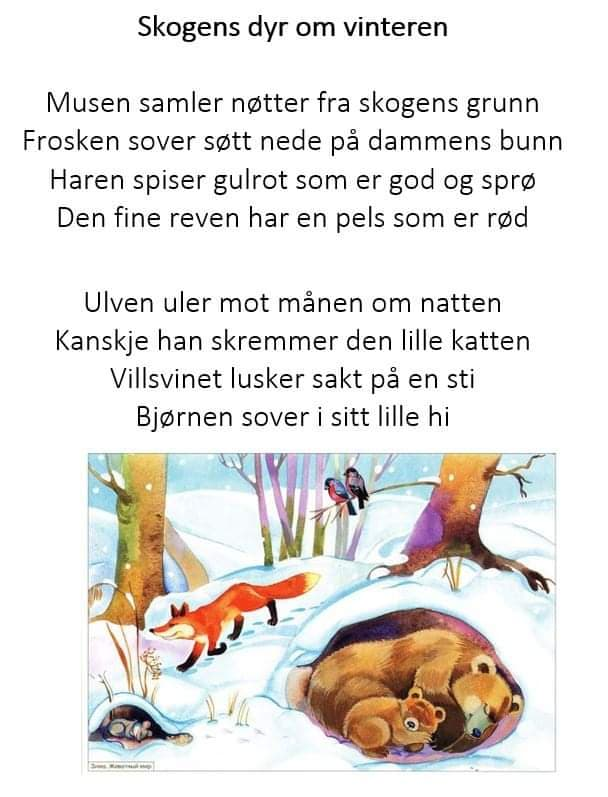 Skogens dyr om vinteren
Musen samler nøtter fra skogens grunn
Frosken sover søtt nede på dammens bunn
Haren spiser gulrot som er god og sprø
Den fine reven har en pels som er rød
Ulven uler mot månen om natten
Kanskje han skremmer den lille katten
Villsvinet lusker sakt på en sti
Bjørnen sover i sitt lille hi